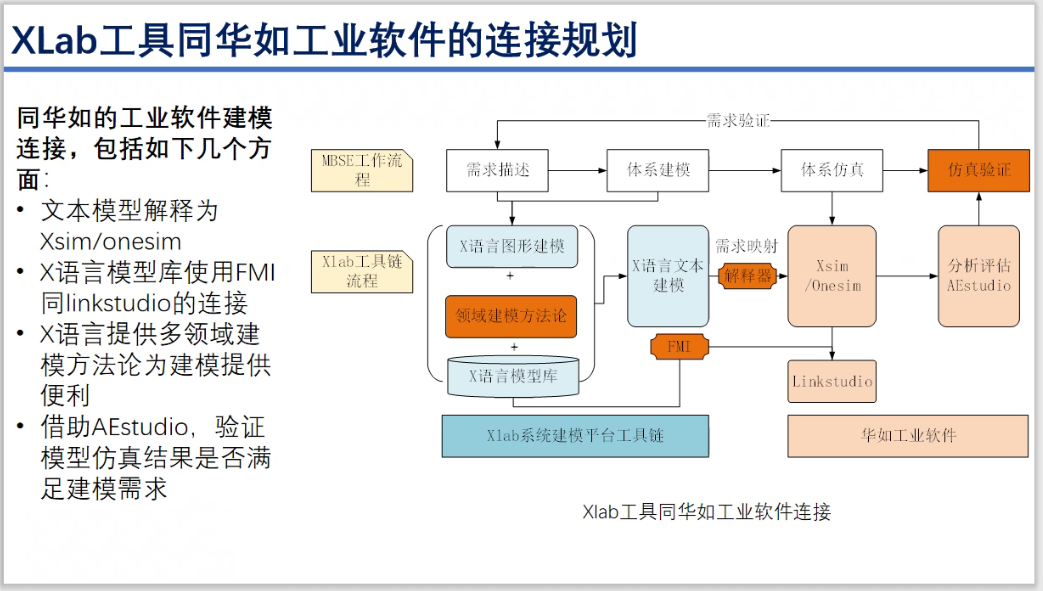 XLab工具同华如工业软件的连接规划
同华如的工业软件建模
连接，包括如下几个方
面：
• 文本模型解释为
Xsim/onesim
• X语言模型库使用FMI
同linkstudio的连接
• X语言提供多领域建
模方法论为建模提供
便利
• 借助AEstudio，验证
模型仿真结果是否满
足建模需求
需求验证
MBSE工作流
程
需求描述
体系建模
体系仿真
仿真验证
Xlab工具链
流程
X语言图形建模
+
领域建模方法论
+
X语言模型库
X语言文本
建模
需求映射
解释器
FMI
Xsim
/Onesim
分析评估
AEstudio
Linkstudio
Xlab系统建模平台工具链
华如工业软件
Xlab工具同华如工业软件连接